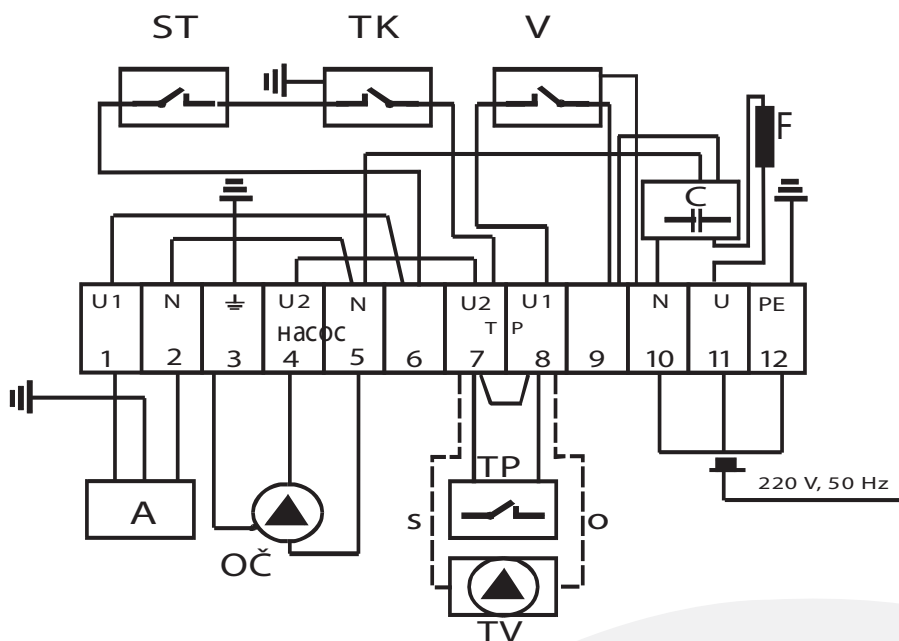 ST TK V
F
C
U1 N U2 N U2 U1 N U PE
насос T P
1 2 3 4 5 6 7 8 9 10 11 12
TP
220 V, 50 Hz
A s o
OČ
TV